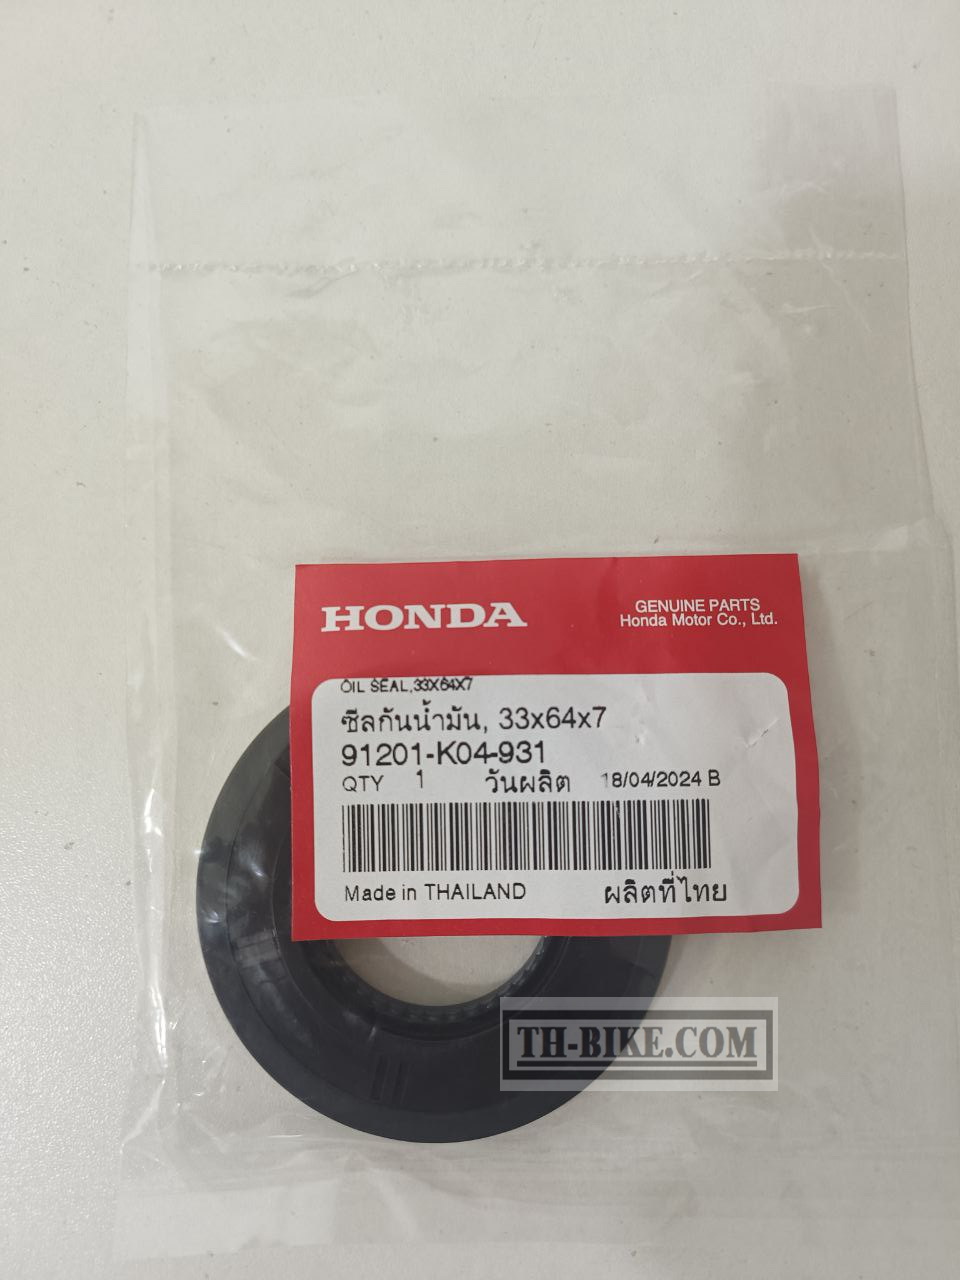 HONDA
GENUINE PARTS
Honda Motor Co., Ltd.
OIL SEAL,33X64X7
ซีลกันน้ำมัน, 33x64x7
91201-K04-931
QTY 1 วันผลิต 18/04/2024 B
Made in THAILAND ผลิตที่ไทย
TH-BIKE.COM